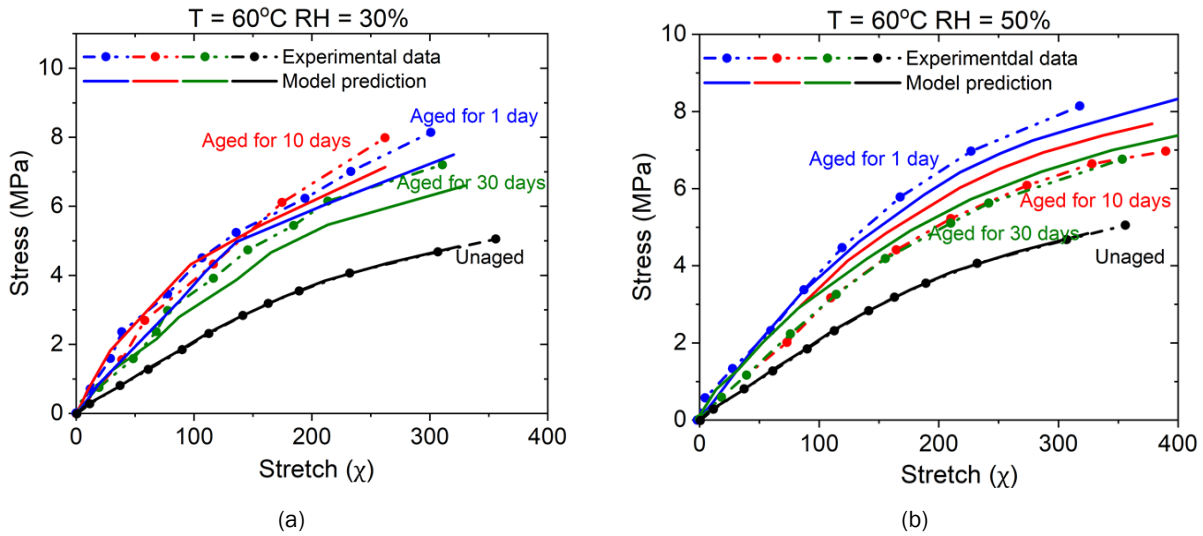 T = 60°C RH = 30%
Experimental data
Model prediction
Aged for 1 day
Aged for 10 days
Aged for 30 days
Unaged
10
8
6
4
2
0
0 100 200 300 400
Stress (MPa)
Stretch (χ)
(a)
T = 60°C RH = 50%
Experimentdal data
Model prediction
Aged for 1 day
Aged for 10 days
Aged for 30 days
Unaged
10
8
6
4
2
0
0 100 200 300 400
Stress (MPa)
Stretch (χ)
(b)